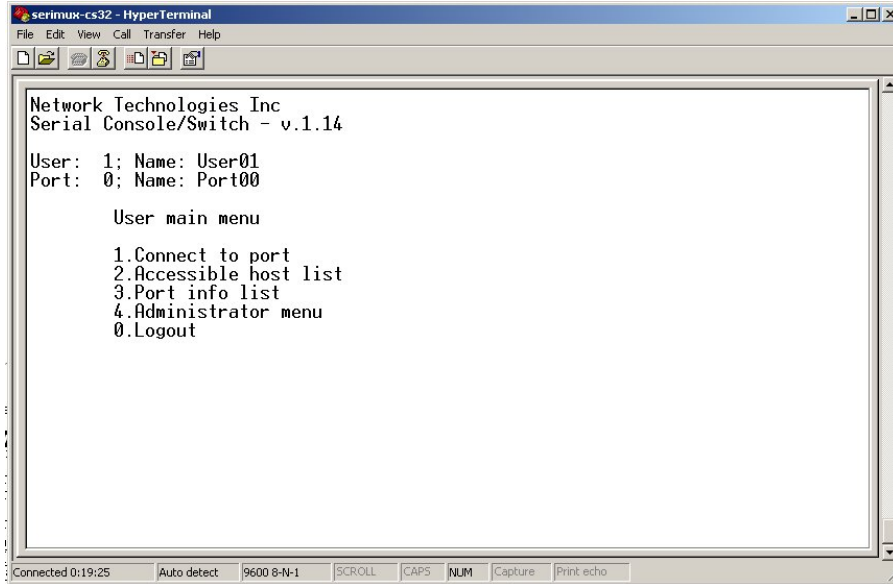 serimux-cs32 - HyperTerminal
File Edit View Call Transfer Help
Network Technologies Inc
Serial Console/Switch - v.1.14
User: 1; Name: User01
Port: 0; Name: Port00
User main menu
1.Connect to port
2.Accessible host list
3.Port info list
4.Administrator menu
0.Logout
Connected 0:19:25 Auto detect 9600 8-N-1 SCROLL CAPS NUM Capture Print echo